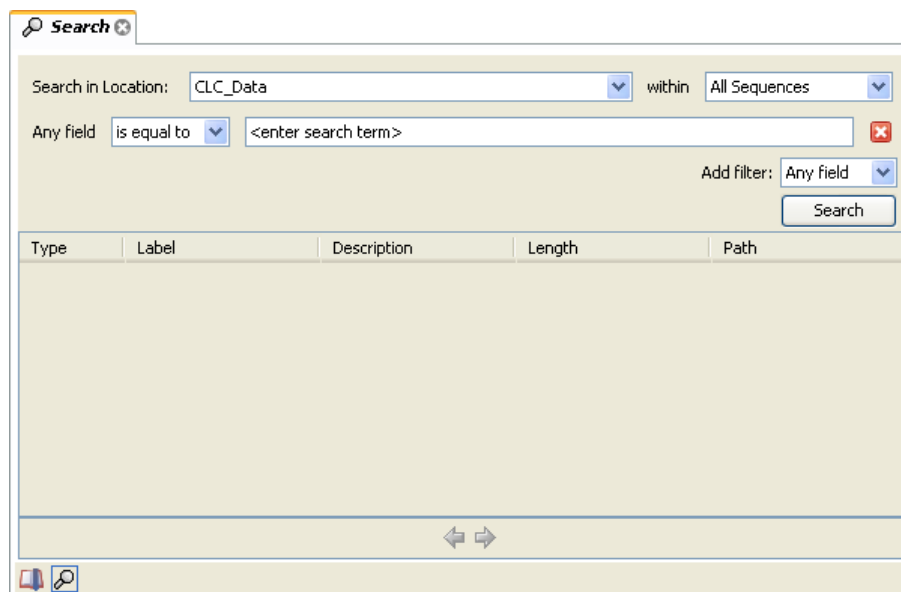 Search
Search in Location: CLC_Data within All Sequences
Any field is equal to <enter search term>
Add filter: Any field
Search
Type Label Description Length Path